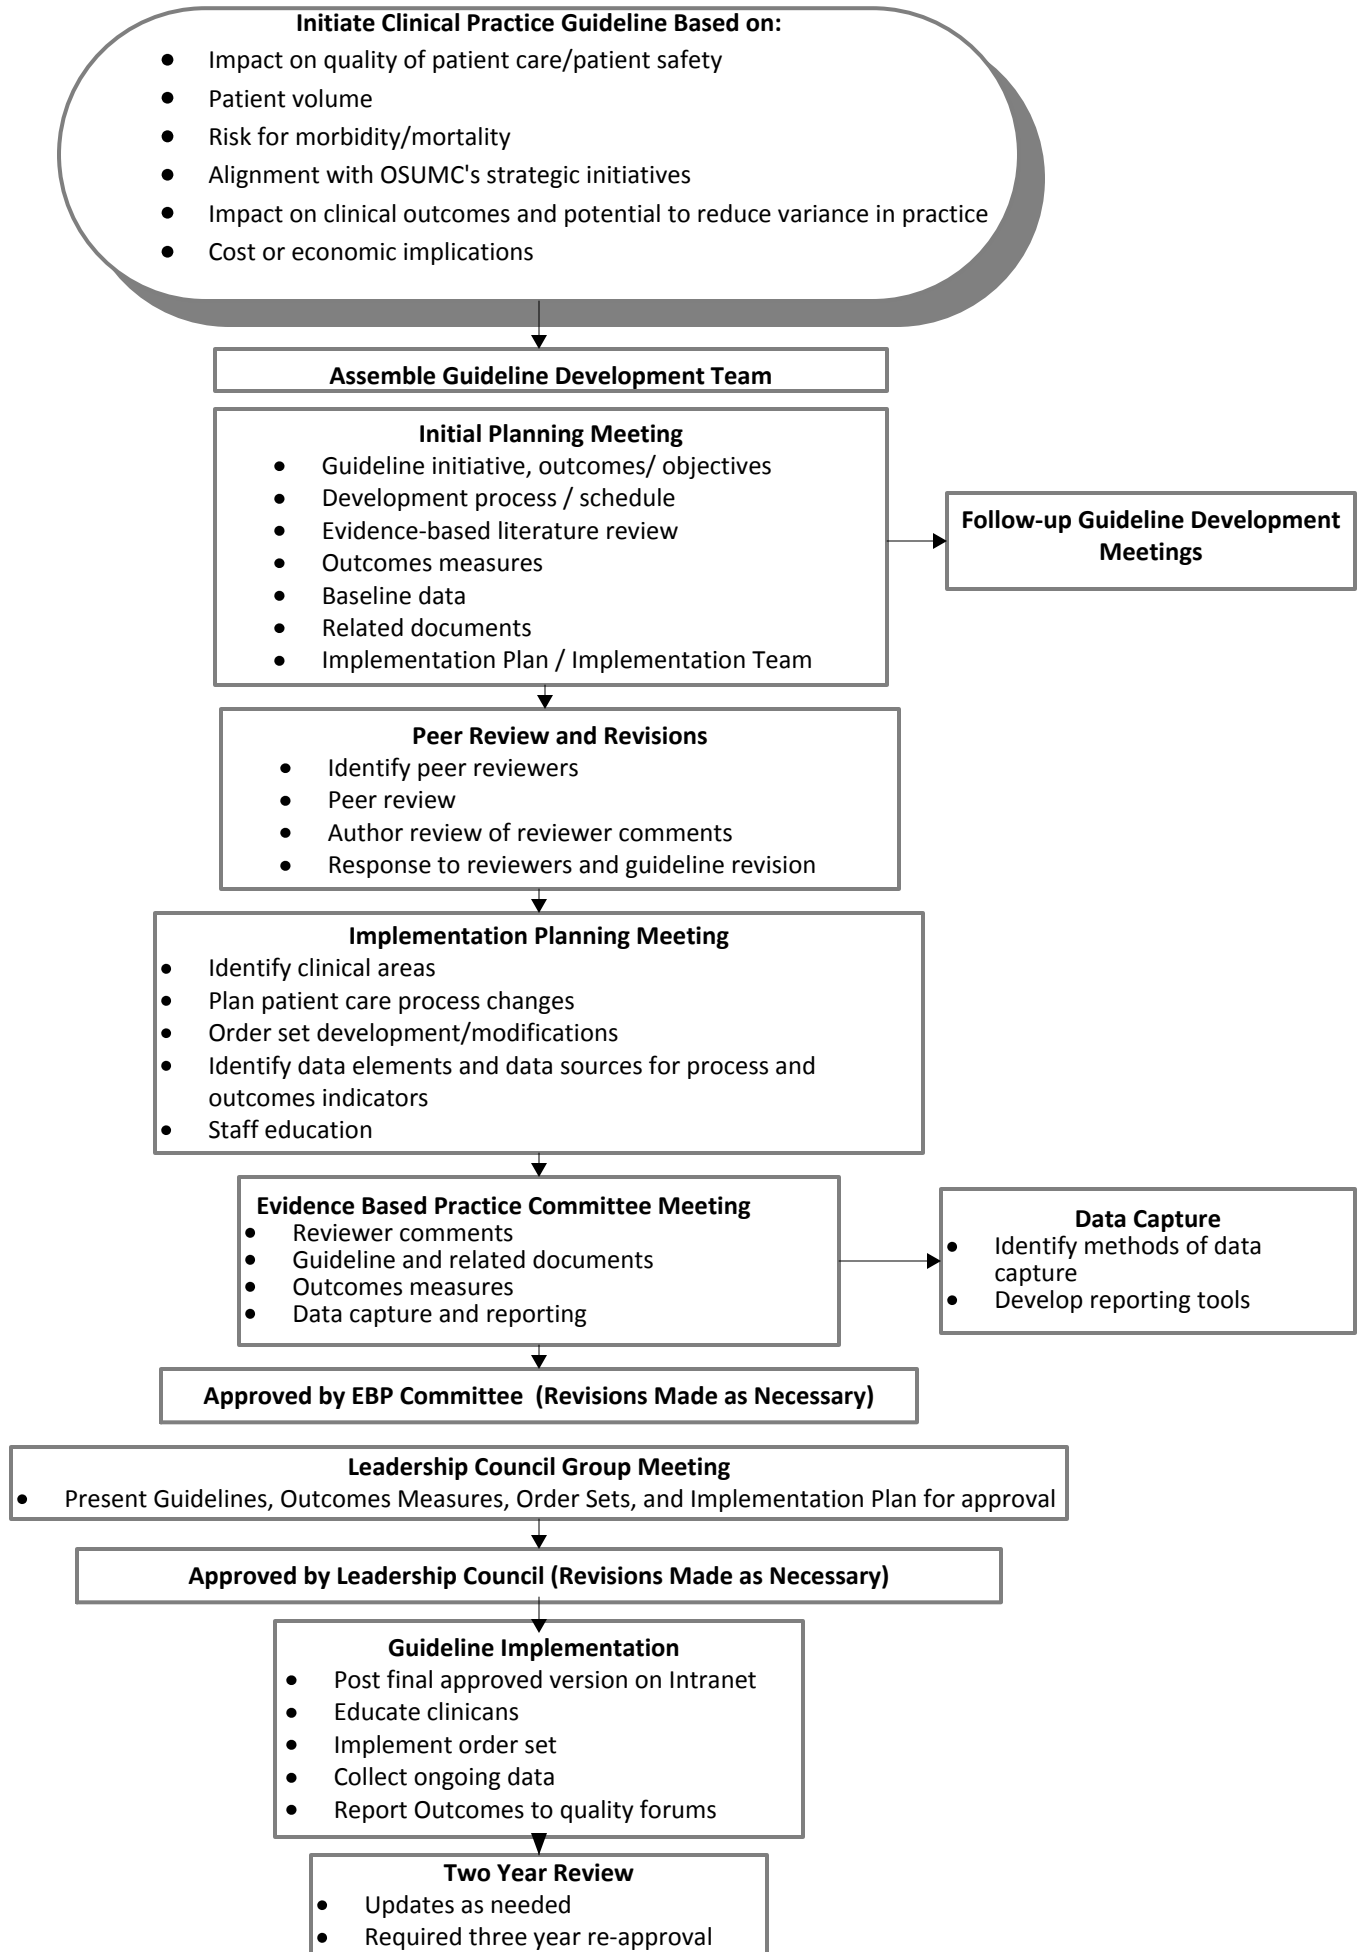 Initiate Clinical Practice Guideline Based on:
● Impact on quality of patient care/patient safety
● Patient volume
● Risk for morbidity/mortality
● Alignment with OSUMC's strategic initiatives
● Impact on clinical outcomes and potential to reduce variance in practice
● Cost or economic implications
Assemble Guideline Development Team
Initial Planning Meeting
● Guideline initiative, outcomes/ objectives
● Development process / schedule
● Evidence-based literature review
● Outcomes measures
● Baseline data
● Related documents
● Implementation Plan / Implementation Team
Follow-up Guideline Development
Meetings
Peer Review and Revisions
● Identify peer reviewers
● Peer review
● Author review of reviewer comments
● Response to reviewers and guideline revision
Implementation Planning Meeting
● Identify clinical areas
● Plan patient care process changes
● Order set development/modifications
● Identify data elements and data sources for process and
outcomes indicators
● Staff education
Evidence Based Practice Committee Meeting
● Reviewer comments
● Guideline and related documents
● Outcomes measures
● Data capture and reporting
Data Capture
● Identify methods of data
capture
● Develop reporting tools
Approved by EBP Committee (Revisions Made as Necessary)
Leadership Council Group Meeting
● Present Guidelines, Outcomes Measures, Order Sets, and Implementation Plan for approval
Approved by Leadership Council (Revisions Made as Necessary)
Guideline Implementation
● Post final approved version on Intranet
● Educate clinicans
● Implement order set
● Collect ongoing data
● Report Outcomes to quality forums
Two Year Review
● Updates as needed
● Required three year re-approval